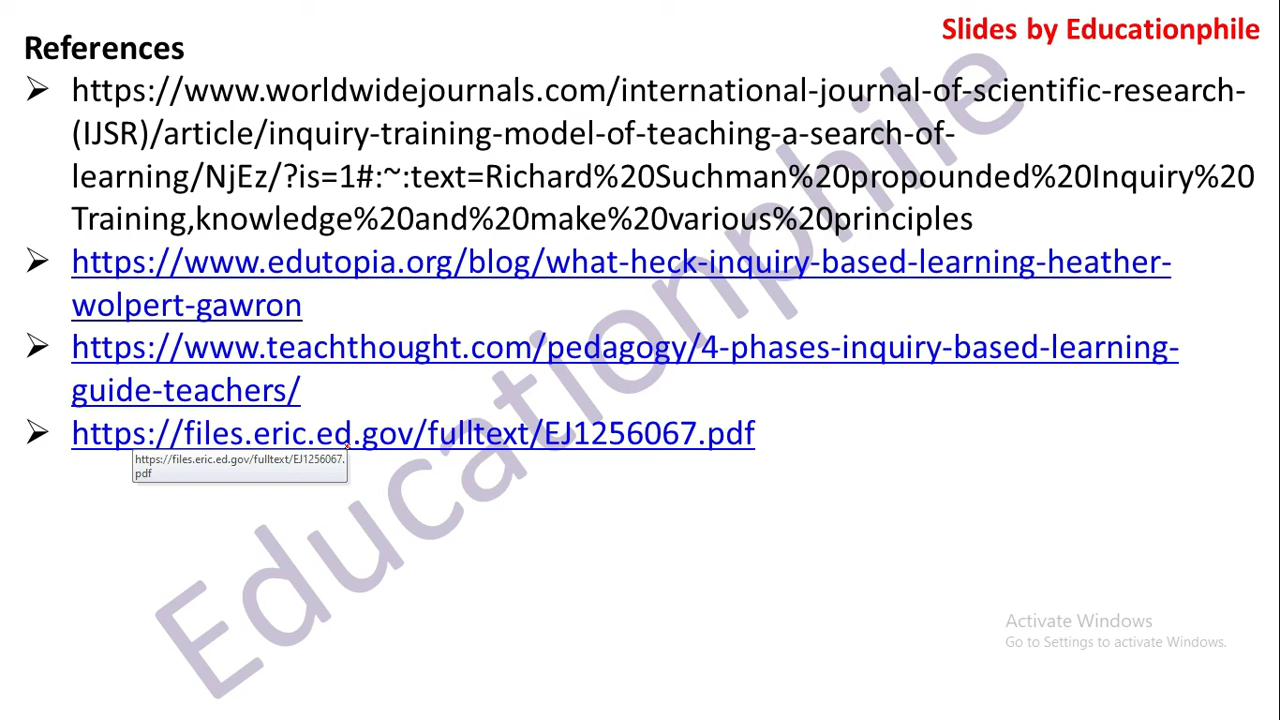 Slides by Educationphile
References
➢ https://www.worldwidejournals.com/international-journal-of-scientific-research-
(IJSR)/article/inquiry-training-model-of-teaching-a-search-of-
learning/NjEz/?is=1#:~:text=Richard%20Suchman%20propounded%20Inquiry%20
Training,knowledge%20and%20make%20various%20principles
➢ https://www.edutopia.org/blog/what-heck-inquiry-based-learning-heather-
wolpert-gawron
➢ https://www.teachthought.com/pedagogy/4-phases-inquiry-based-learning-
guide-teachers/
➢ https://files.eric.ed.gov/fulltext/EJ1256067.pdf
https://files.eric.ed.gov/fulltext/EJ1256067.
pdf
Educationphile
Activate Windows
Go to Settings to activate Windows.